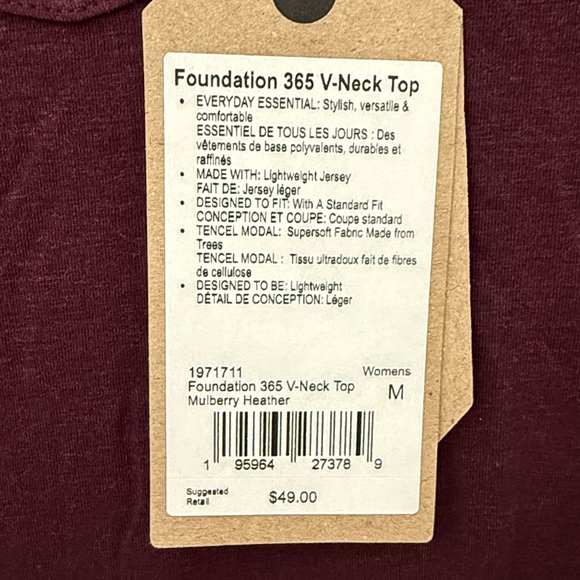 Foundation 365 V-Neck Top
• EVERYDAY ESSENTIAL: Stylish, versatile &
comfortable
ESSENTIEL DE TOUS LES JOURS : Des
vêtements de base polyvalents, durables et
raffinés
• MADE WITH: Lightweight Jersey
FAIT DE: Jersey léger
• DESIGNED TO FIT: With A Standard Fit
CONCEPTION ET COUPE: Coupe standard
• TENCEL MODAL: Supersoft Fabric Made from
Trees
TENCEL MODAL : Tissu ultradoux fait de fibres
de cellulose
• DESIGNED TO BE: Lightweight
DÉTAIL DE CONCEPTION: Léger
1971711 Womens
Foundation 365 V-Neck Top M
Mulberry Heather
1 95964 27378 9
Suggested
Retail $49.00